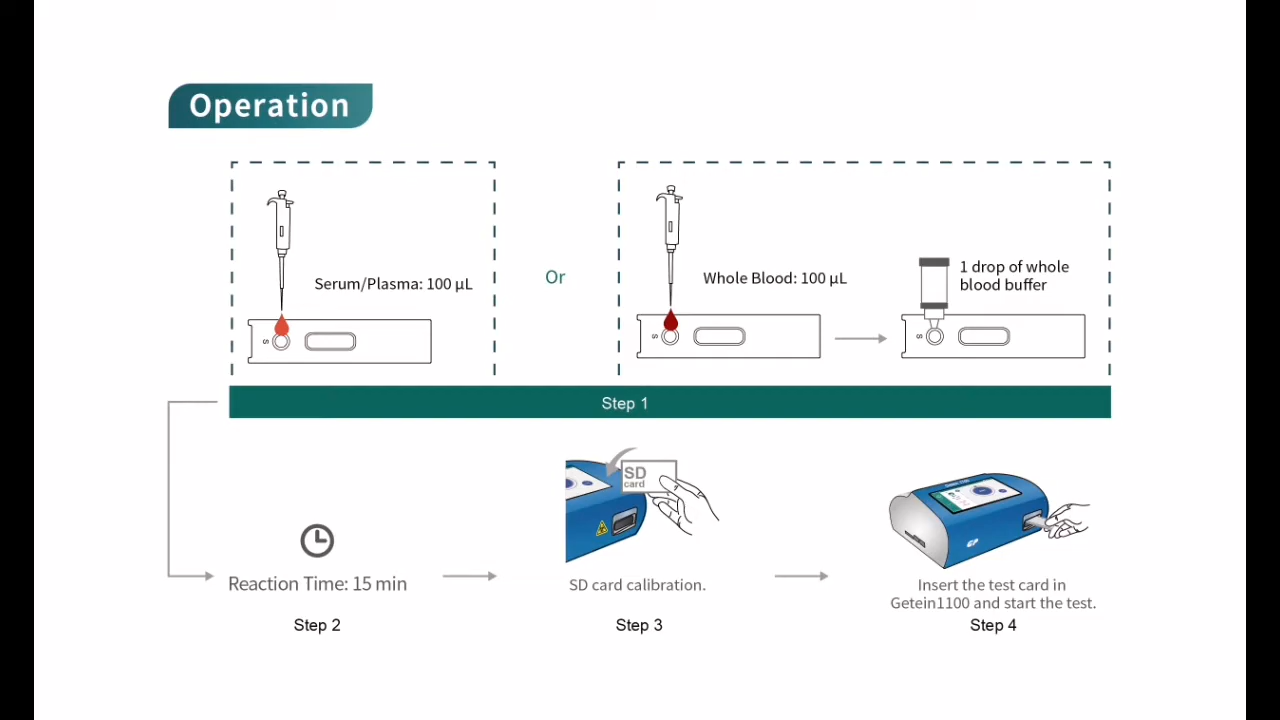 Operation
Serum/Plasma: 100 µL
Or
Whole Blood: 100 µL
1 drop of whole
blood buffer
S
S
S
Step 1
SD
card
Reaction Time: 15 min
SD card calibration.
Insert the test card in
Getein1100 and start the test.
Step 2
Step 3
Step 4